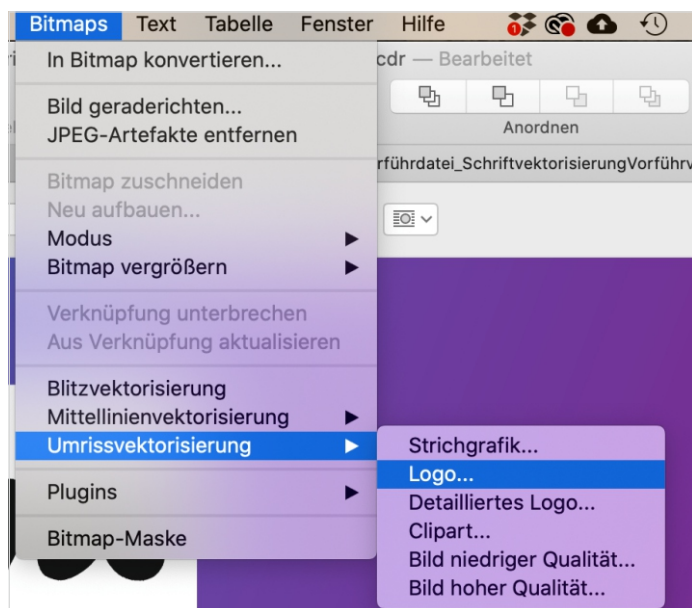 Bitmaps Text Tabelle Fenster Hilfe 1
In Bitmap konvertieren...
cdr — Bearbeitet
Bild geraderichten...
JPEG-Artefakte entfernen
Anordnen
rführdatei_SchriftvektorisierungVorführv
Bitmap zuschneiden
Neu aufbauen...
Modus
Bitmap vergrößern
Verknüpfung unterbrechen
Aus Verknüpfung aktualisieren
Blitzvektorisierung
Mittellinienvektorisierung
Umrissvektorisierung
Strichgrafik...
Logo...
Detailliertes Logo...
Clipart...
Bild niedriger Qualität...
Bild hoher Qualität...
Plugins
Bitmap-Maske